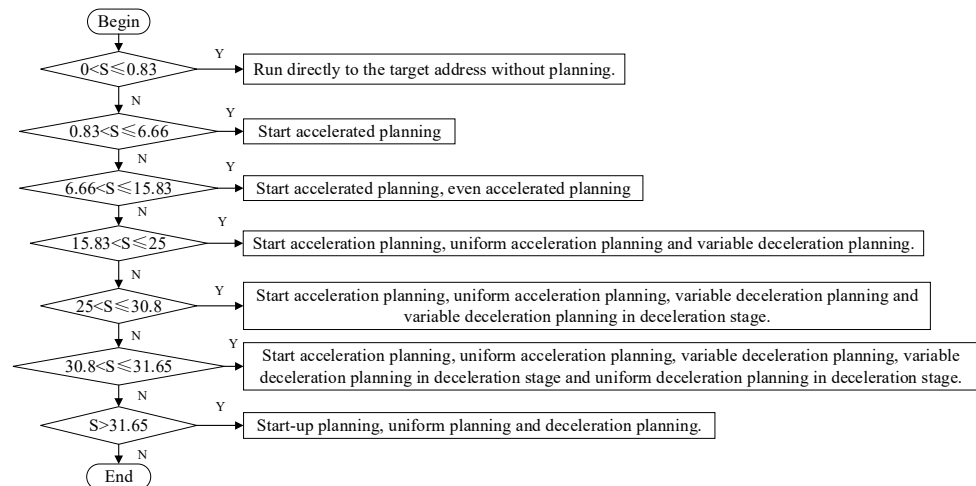 Begin
0<S≤0.83
Y
Run directly to the target address without planning.
N
0.83<S≤6.66
Y
Start accelerated planning
N
6.66<S≤15.83
Y
Start accelerated planning, even accelerated planning
N
15.83<S≤25
Y
Start acceleration planning, uniform acceleration planning and variable deceleration planning.
N
25<S≤30.8
Y
Start acceleration planning, uniform acceleration planning, variable deceleration planning and
variable deceleration planning in deceleration stage.
N
30.8<S≤31.65
Y
Start acceleration planning, uniform acceleration planning, variable deceleration planning, variable
deceleration planning in deceleration stage and uniform deceleration planning in deceleration stage.
N
S>31.65
Y
Start-up planning, uniform planning and deceleration planning.
N
End